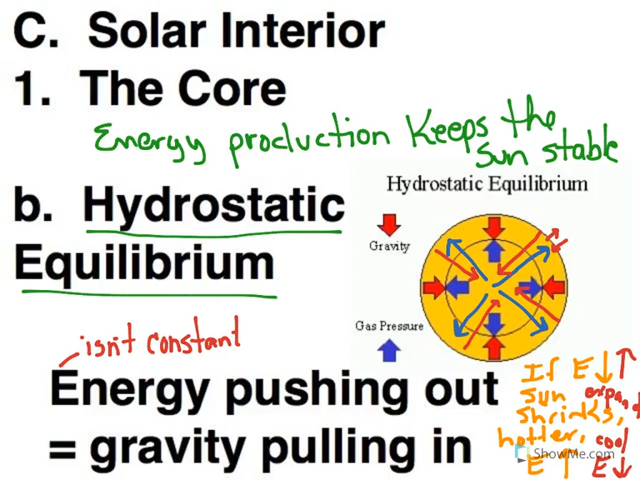 C. Solar Interior
1. The Core
Energy production Keeps the
Sun stable
b. Hydrostatic
Equilibrium
Hydrostatic Equilibrium
Gravity
Gas Pressure
isn't constant
Energy pushing out
= gravity pulling in
If E ↓ ↑
Sun expand
shrinks,
hotter, cool
ShowMe.com
E ↑ E ↓